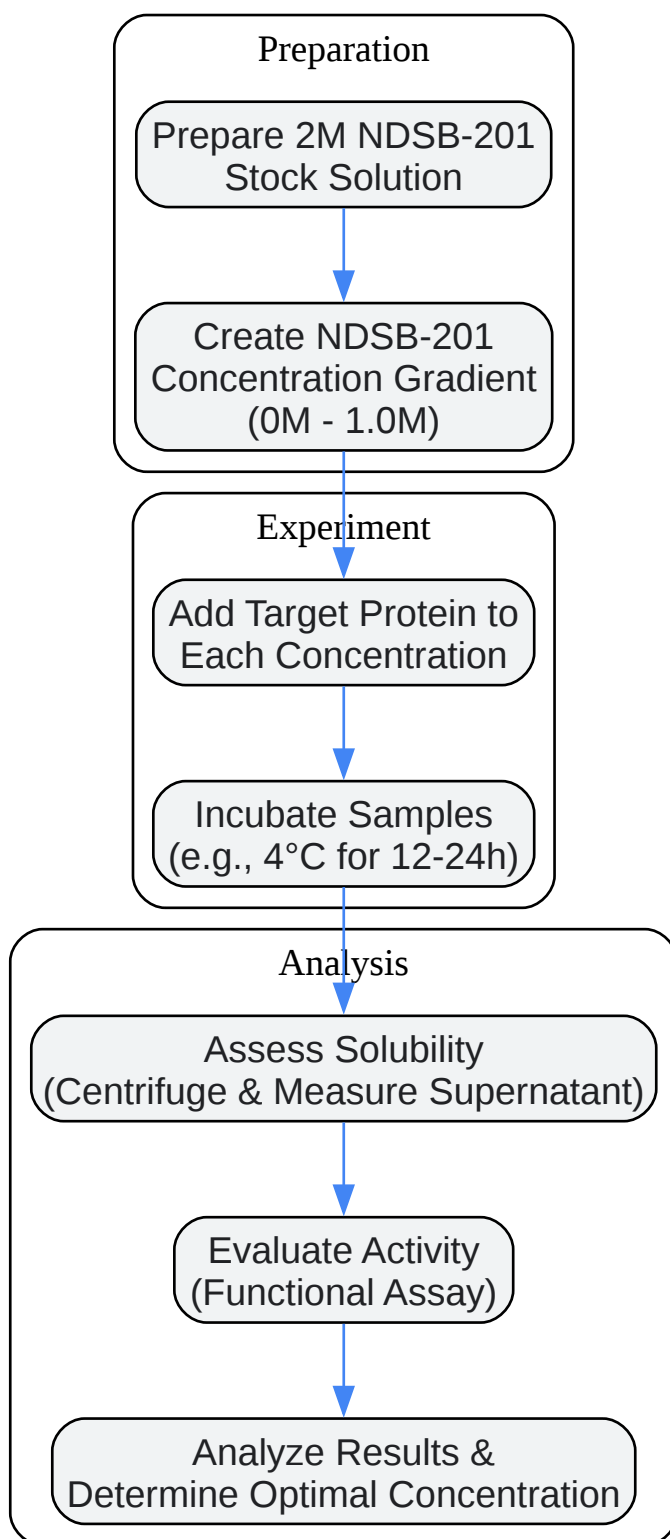 Preparation
Prepare 2M NDSB-201
Stock Solution
Create NDSB-201
Concentration Gradient
(0M - 1.0M)
Experiment
Add Target Protein to
Each Concentration
Incubate Samples
(e.g., 4°C for 12-24h)
Analysis
Assess Solubility
(Centrifuge & Measure Supernatant)
Evaluate Activity
(Functional Assay)
Analyze Results &
Determine Optimal Concentration